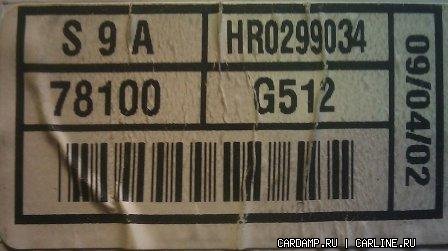 S 9 A HR0299034
78100 G512
09/04/02
CARDAMP.RU | CARLINE.RU